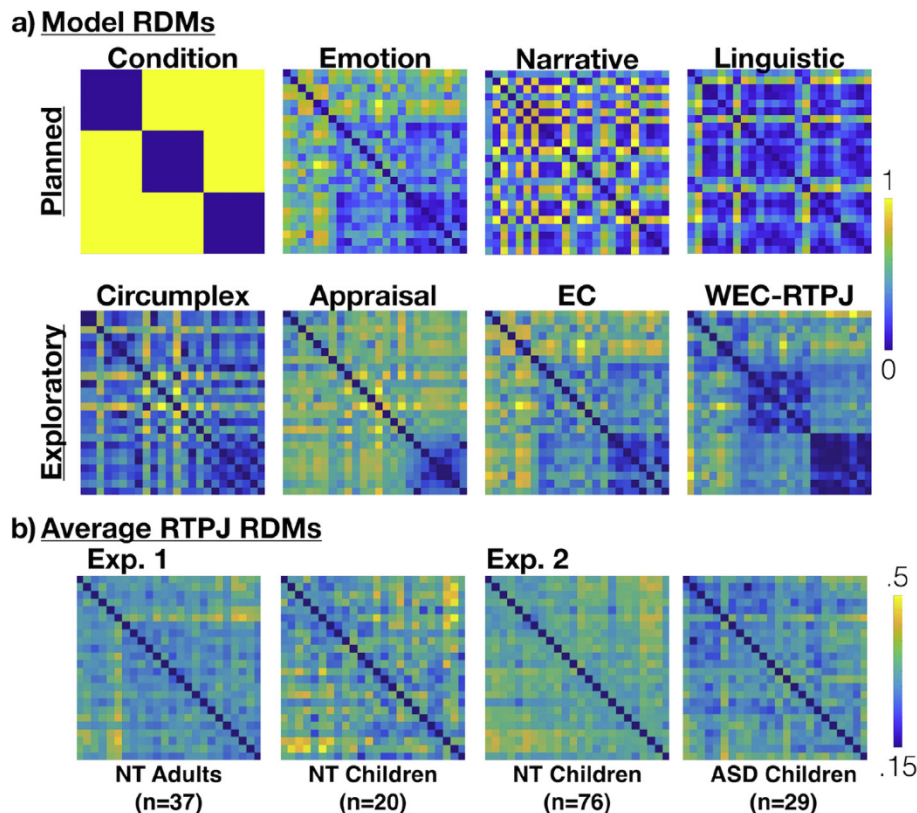 a) Model RDMs
Condition Emotion Narrative Linguistic
Planned
1
0
Circumplex Appraisal EC WEC-RTPJ
Exploratory
b) Average RTPJ RDMs
Exp. 1 Exp. 2
.5
.15
NT Adults NT Children NT Children ASD Children
(n=37) (n=20) (n=76) (n=29)